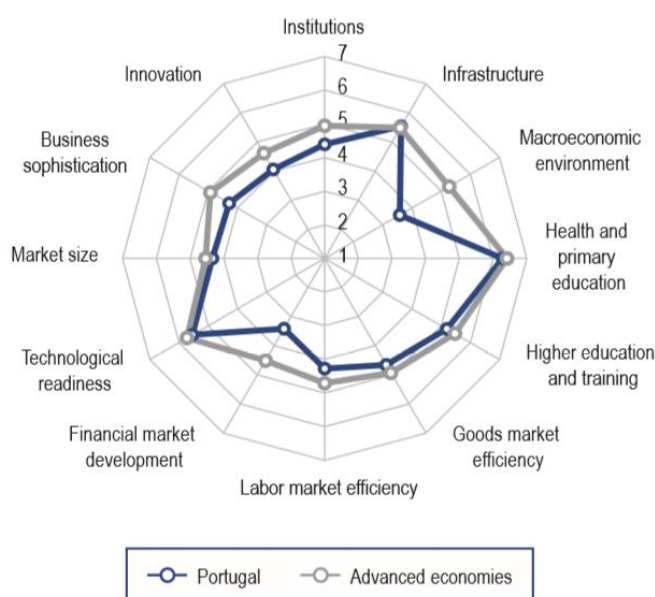 Institutions
7
6
5
4
3
2
1
Infrastructure
Macroeconomic
environment
Health and
primary
education
Higher education
and training
Goods market
efficiency
Labor market efficiency
Financial market
development
Technological
readiness
Market size
Business
sophistication
Innovation
Portugal
Advanced economies